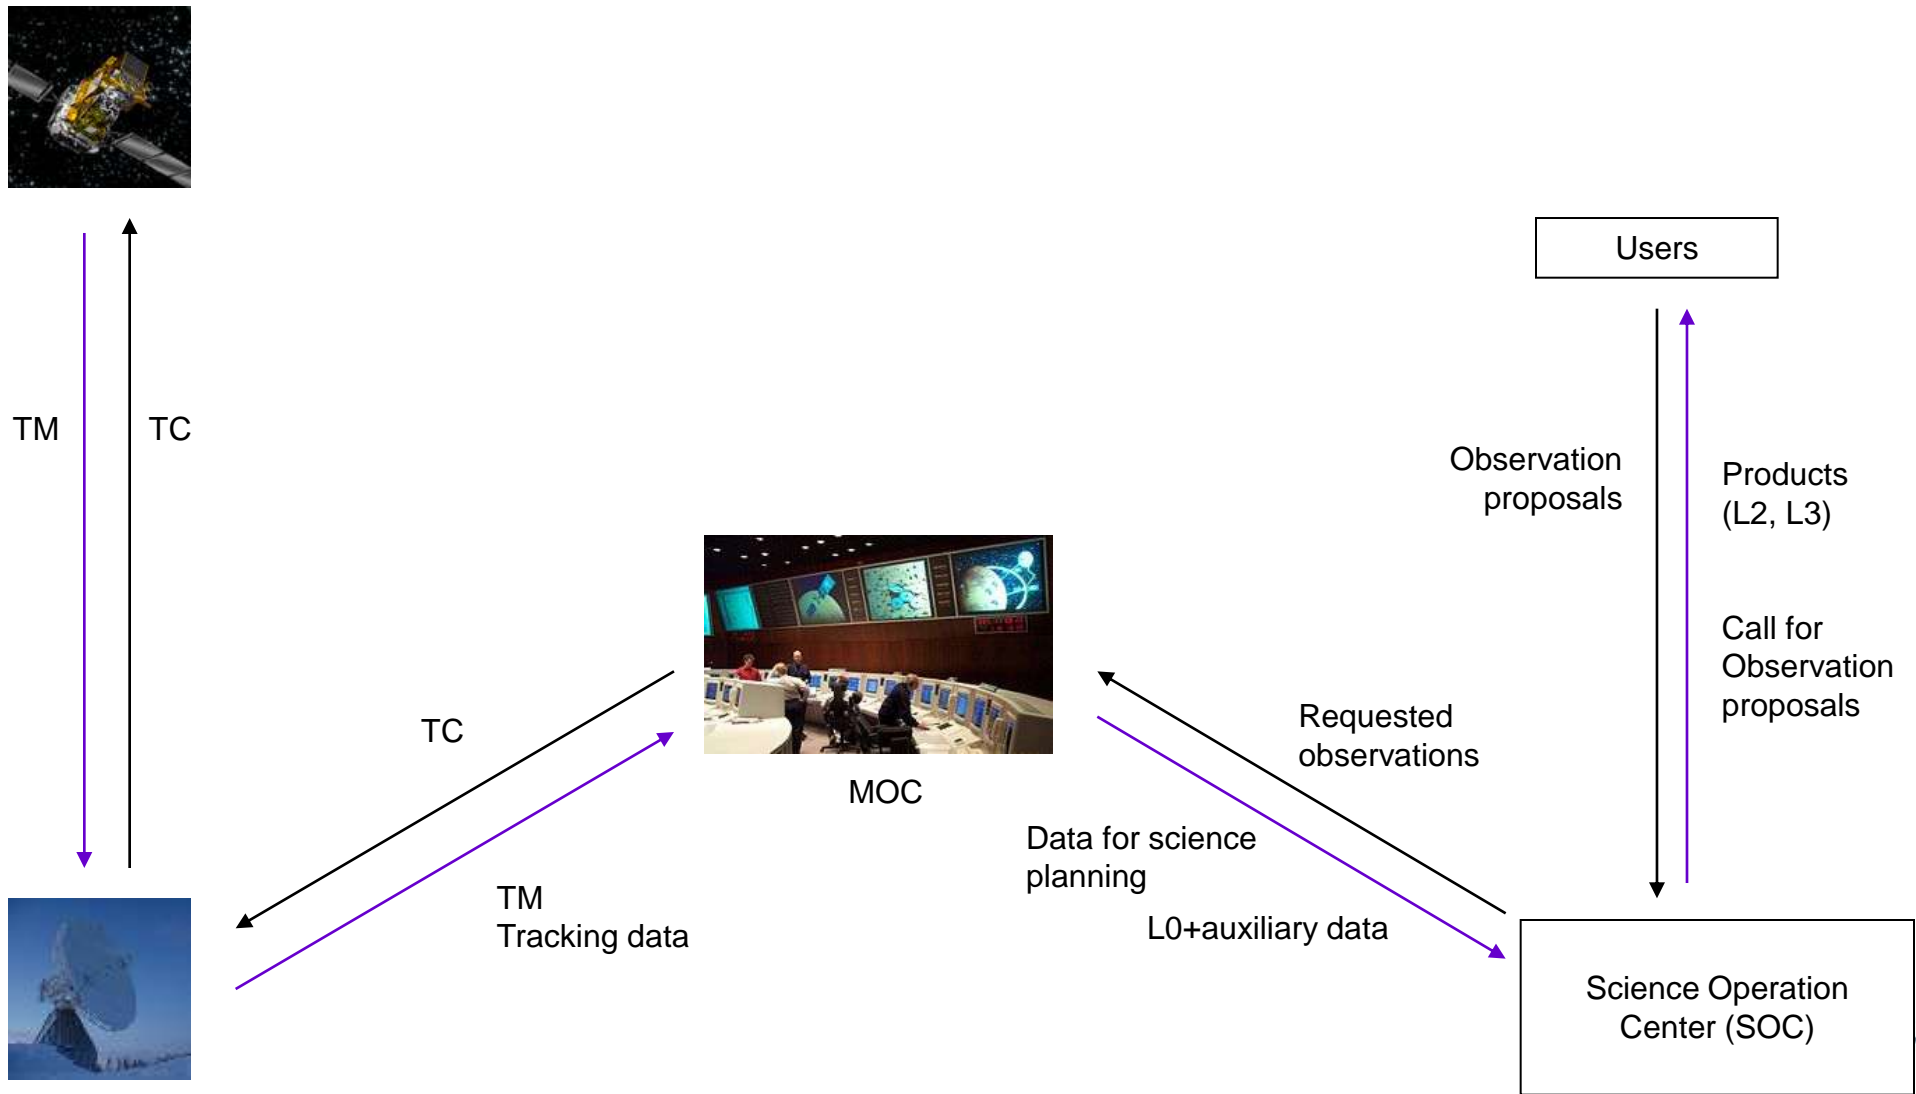 Users
TM
TC
Observation
proposals
Products
(L2, L3)
Call for
Observation
proposals
TC
Requested
observations
MOC
Data for science
planning
TM
Tracking data
L0+auxiliary data
Science Operation
Center (SOC)